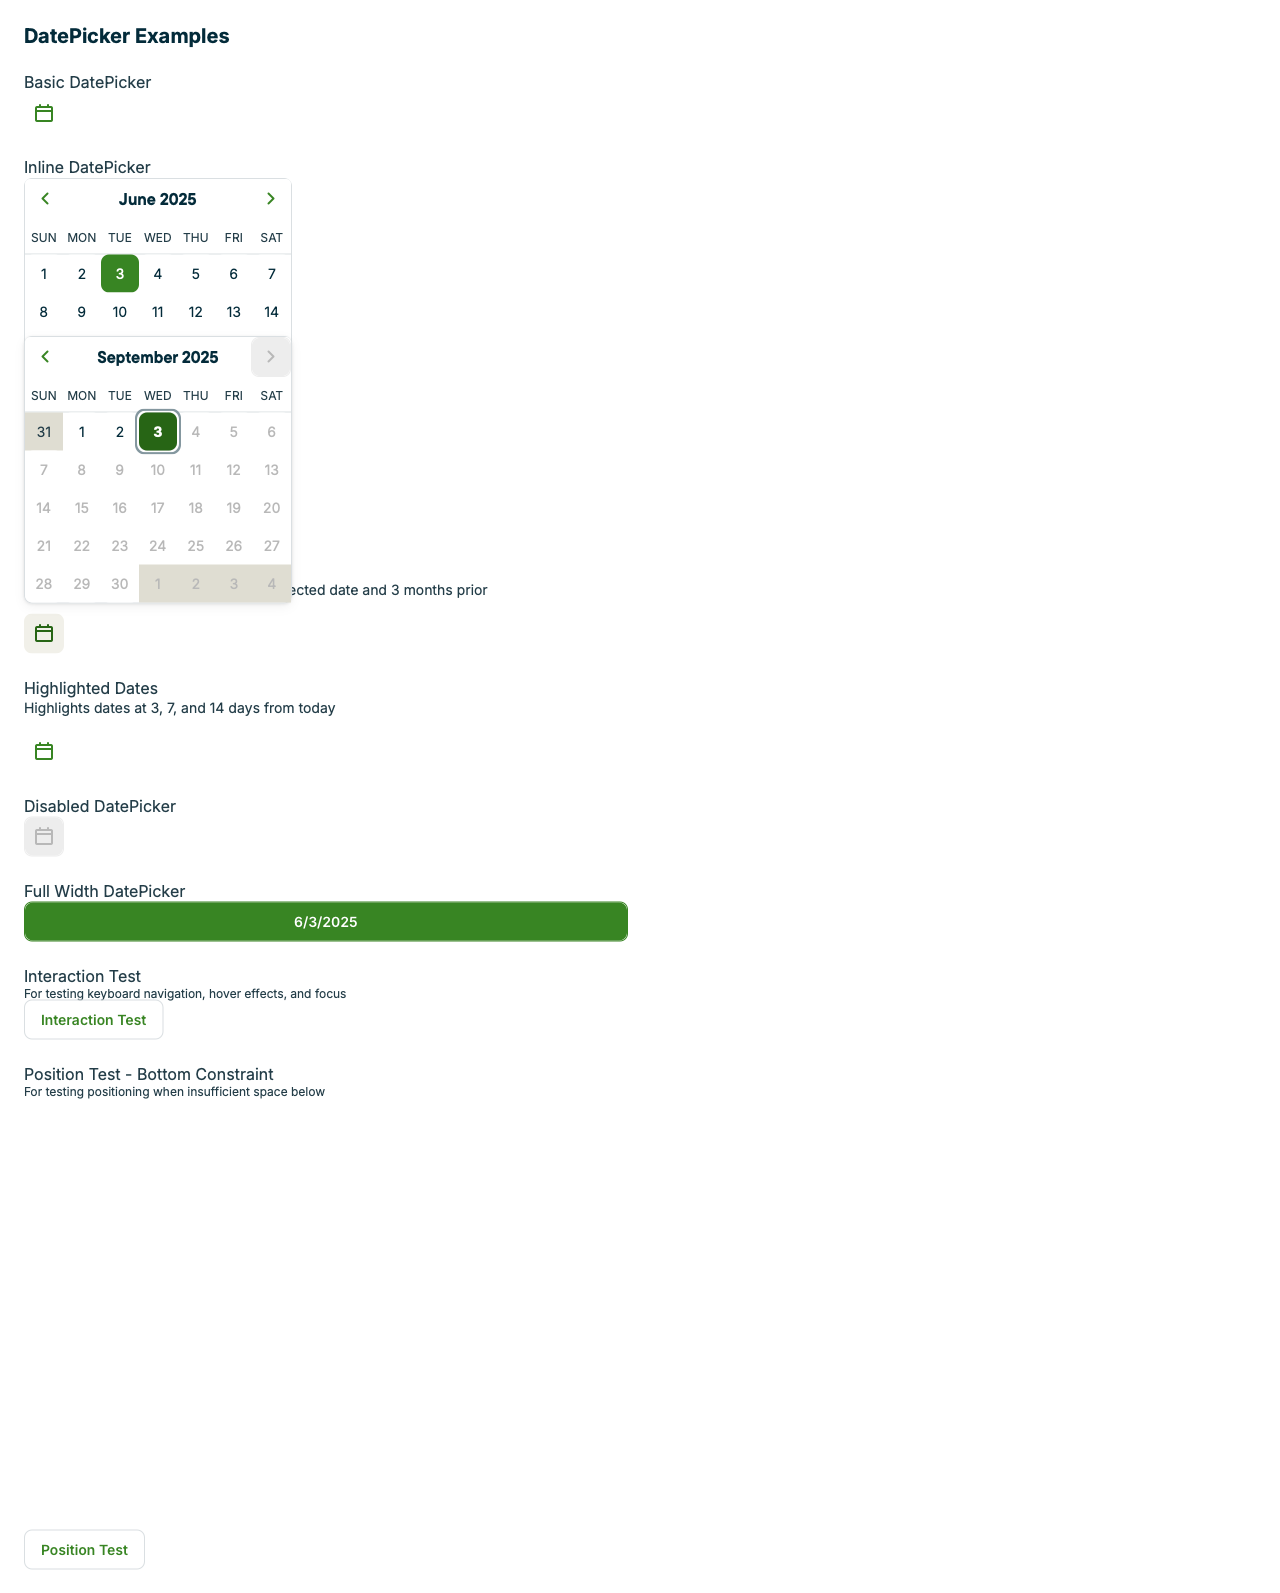 DatePicker Examples
Basic DatePicker
Inline DatePicker
June 2025
SUN MON TUE WED THU FRI SAT
1 2 3 4 5 6 7
8 9 10 11 12 13 14
September 2025
SUN MON TUE WED THU FRI SAT
31 1 2 3 4 5 6
7 8 9 10 11 12 13
14 15 16 17 18 19 20
21 22 23 24 25 26 27
28 29 30 1 2 3 4
date and 3 months prior
Highlighted Dates
Highlights dates at 3, 7, and 14 days from today
Disabled DatePicker
Full Width DatePicker
6/3/2025
Interaction Test
For testing keyboard navigation, hover effects, and focus
Interaction Test
Position Test - Bottom Constraint
For testing positioning when insufficient space below
Position Test